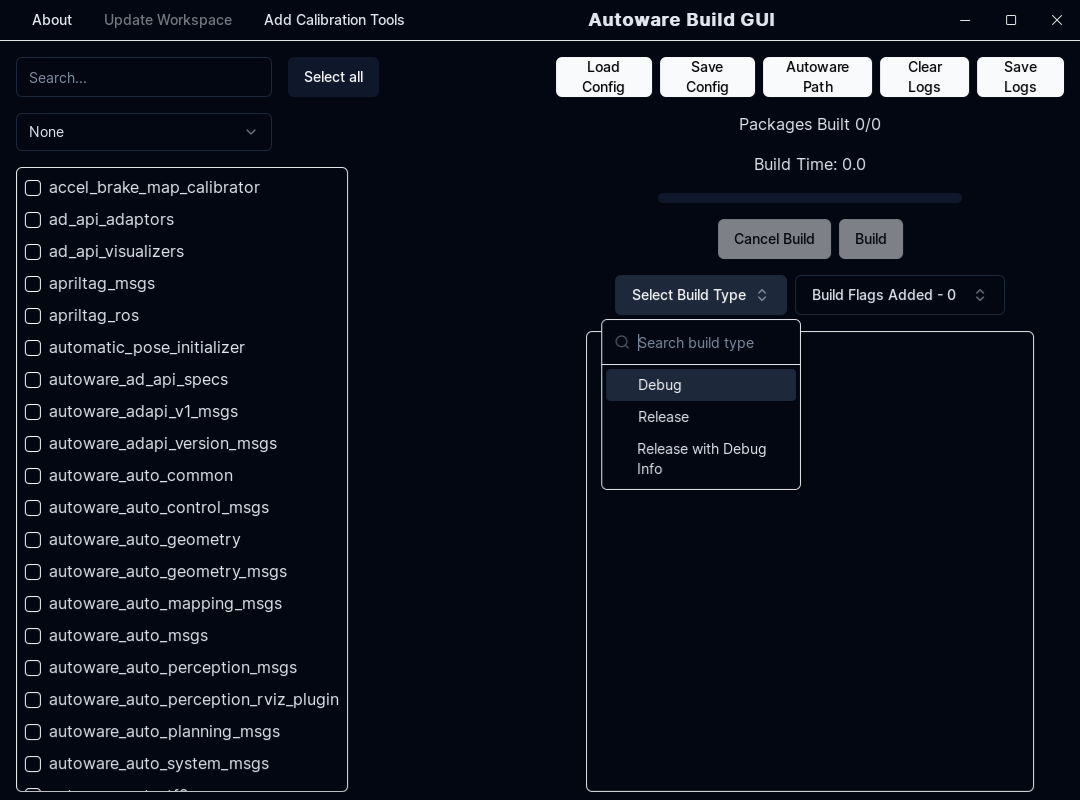 About
Update Workspace
Add Calibration Tools
Autoware Build GUI
Search...
Select all
Load
Config
Save
Config
Autoware
Path
Clear
Logs
Save
Logs
None
Packages Built 0/0
Build Time: 0.0
Cancel Build
Build
Select Build Type
Build Flags Added - 0
Search build type
Debug
Release
Release with Debug
Info
accel_brake_map_calibrator
ad_api_adaptors
ad_api_visualizers
apriltag_msgs
apriltag_ros
automatic_pose_initializer
autoware_ad_api_specs
autoware_adapi_v1_msgs
autoware_adapi_version_msgs
autoware_auto_common
autoware_auto_control_msgs
autoware_auto_geometry
autoware_auto_geometry_msgs
autoware_auto_mapping_msgs
autoware_auto_msgs
autoware_auto_perception_msgs
autoware_auto_perception_rviz_plugin
autoware_auto_planning_msgs
autoware_auto_system_msgs